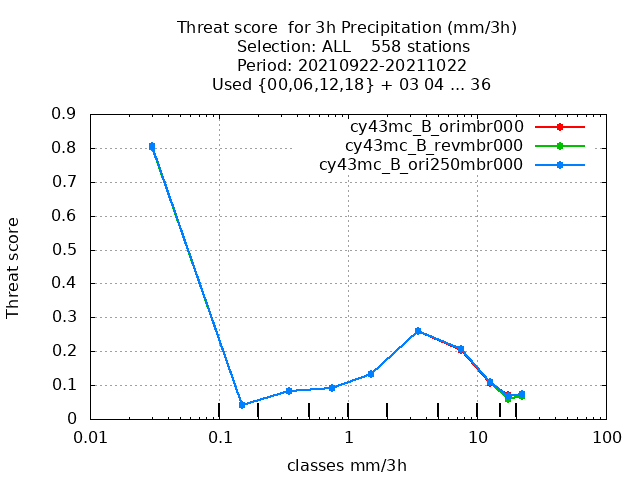 Threat score  for 3h Precipitation (mm/3h)
Selection: ALL    558 stations
Period: 20210922-20211022
Used {00,06,12,18} + 03 04 ... 36
cy43mc_B_orimbr000
cy43mc_B_revmbr000
cy43mc_B_ori250mbr000
Threat score
0.9
0.8
0.7
0.6
0.5
0.4
0.3
0.2
0.1
0
0.01 0.1 1 10 100
classes mm/3h